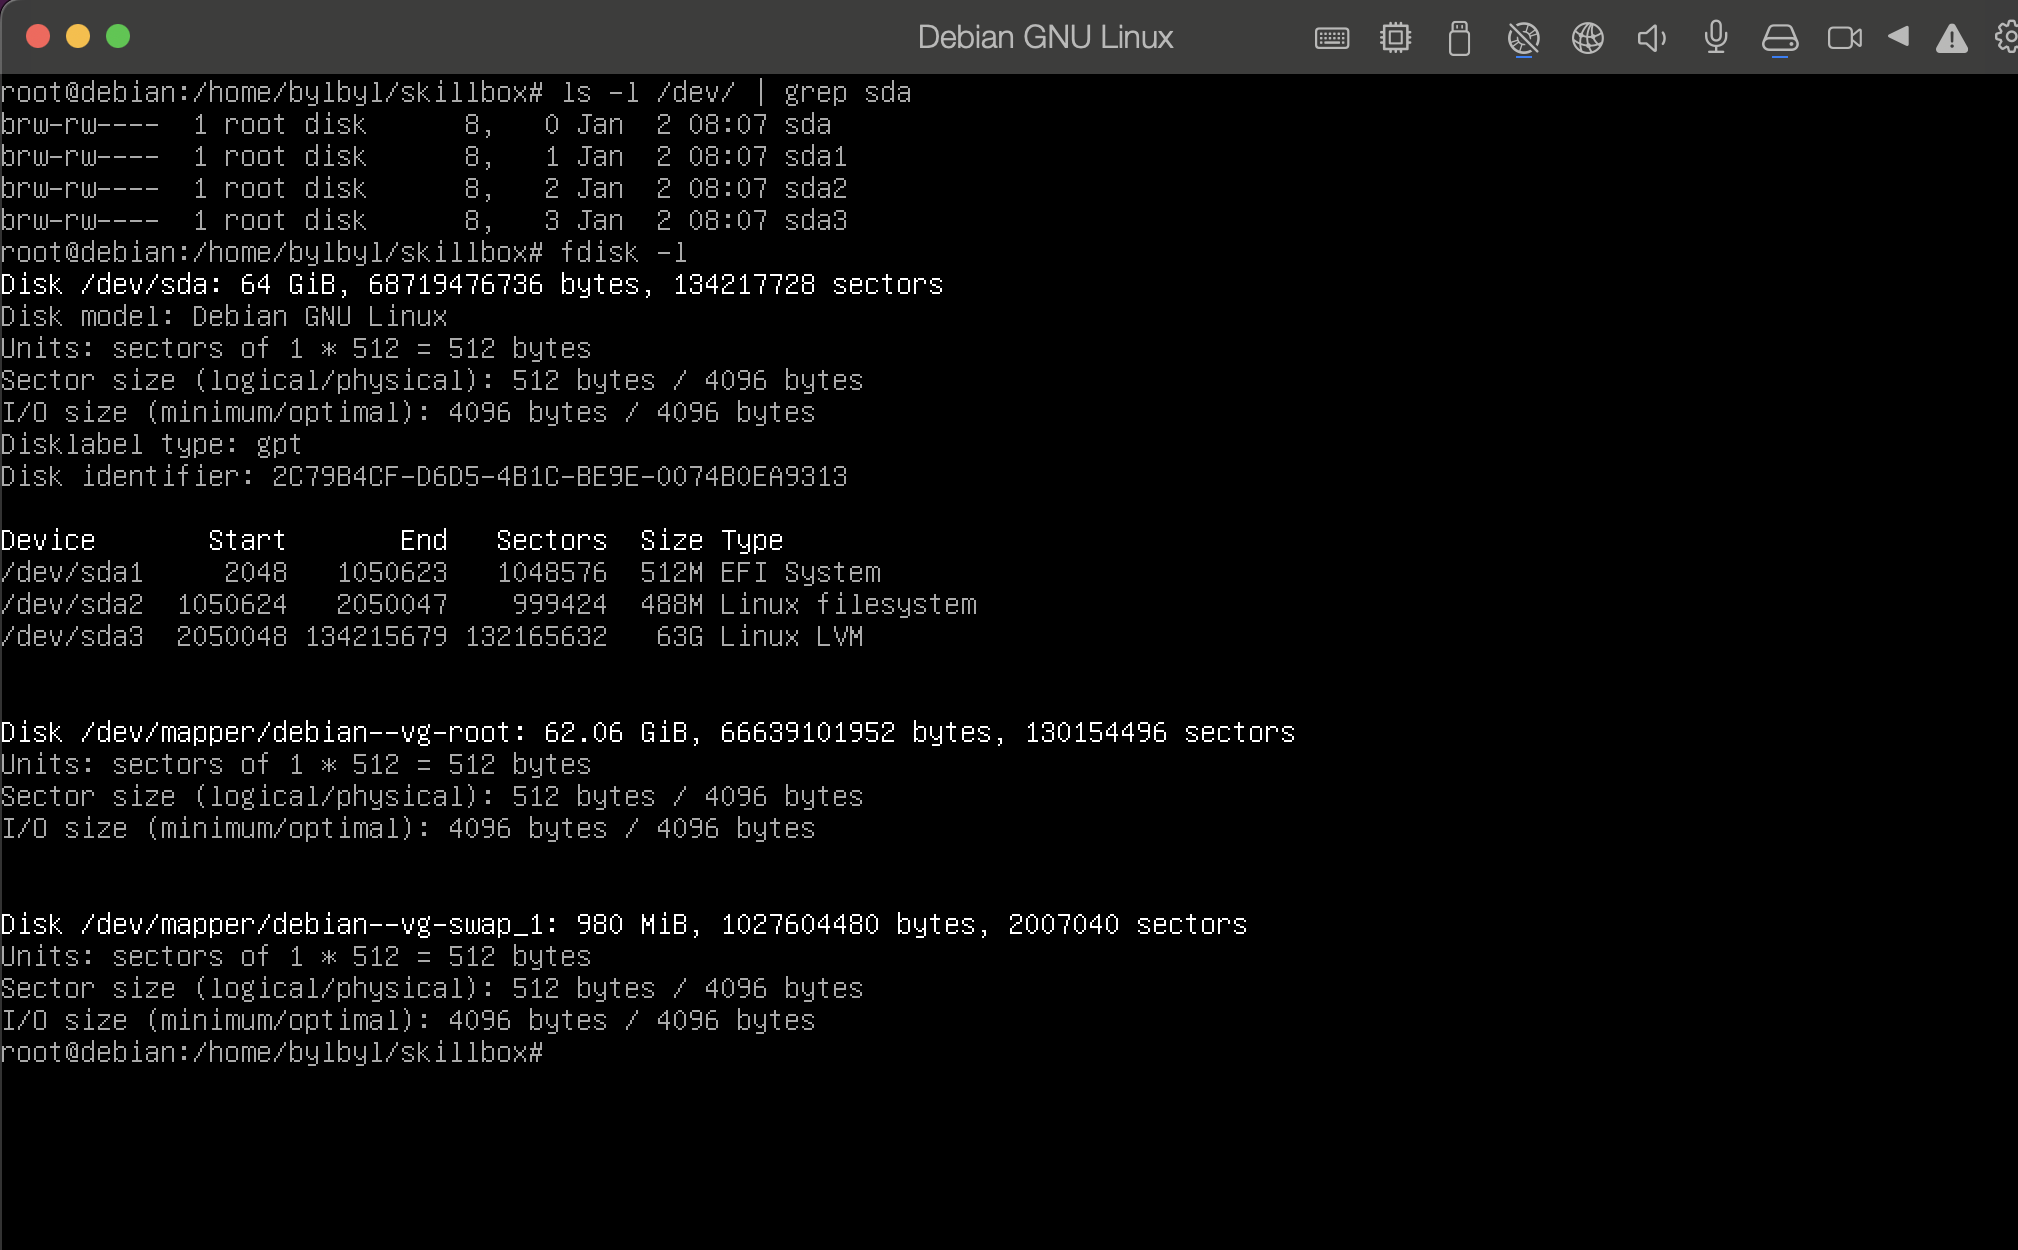 Debian GNU Linux
root@debian:/home/bylbyl/skillbox# ls -l /dev/ | grep sda
brw-rw----  1 root disk      8,   0 Jan  2 08:07 sda
brw-rw----  1 root disk      8,   1 Jan  2 08:07 sda1
brw-rw----  1 root disk      8,   2 Jan  2 08:07 sda2
brw-rw----  1 root disk      8,   3 Jan  2 08:07 sda3
root@debian:/home/bylbyl/skillbox# fdisk -l
Disk /dev/sda: 64 GiB, 68719476736 bytes, 134217728 sectors
Disk model: Debian GNU Linux
Units: sectors of 1 * 512 = 512 bytes
Sector size (logical/physical): 512 bytes / 4096 bytes
I/O size (minimum/optimal): 4096 bytes / 4096 bytes
Disklabel type: gpt
Disk identifier: 2C79B4CF-D6D5-4B1C-BE9E-0074B0EA9313
Device       Start       End   Sectors  Size Type
/dev/sda1     2048   1050623   1048576  512M EFI System
/dev/sda2  1050624   2050047    999424  488M Linux filesystem
/dev/sda3  2050048 134215679 132165632   63G Linux LVM
Disk /dev/mapper/debian--vg-root: 62.06 GiB, 66639101952 bytes, 130154496 sectors
Units: sectors of 1 * 512 = 512 bytes
Sector size (logical/physical): 512 bytes / 4096 bytes
I/O size (minimum/optimal): 4096 bytes / 4096 bytes
Disk /dev/mapper/debian--vg-swap_1: 980 MiB, 1027604480 bytes, 2007040 sectors
Units: sectors of 1 * 512 = 512 bytes
Sector size (logical/physical): 512 bytes / 4096 bytes
I/O size (minimum/optimal): 4096 bytes / 4096 bytes
root@debian:/home/bylbyl/skillbox#